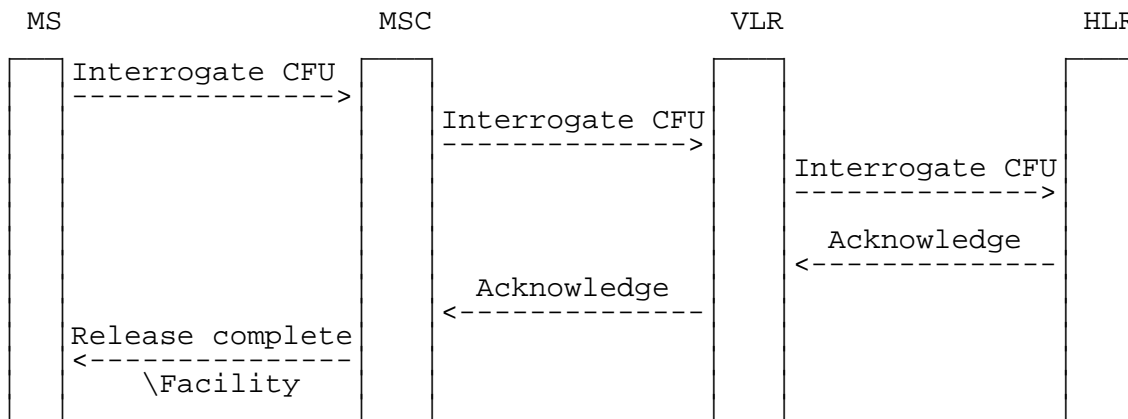 MS MSC VLR HLR
Interrogate CFU
-------------->
Interrogate CFU
-------------->
Interrogate CFU
-------------->
Acknowledge
<--------------
Acknowledge
<--------------
Release complete
<---------------
\Facility